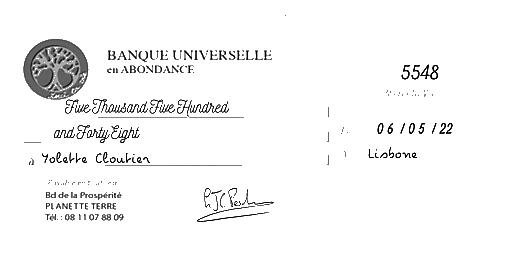 BANQUE UNIVERSELLE
en ABONDANCE
5548
Five Thousand Five Hundred
and Forty Eight
06/05/22
à Yolette Cloutier
Lisbone
Bd de la Prospérité
PLANETTE TERRE
Tél. : 08 11 07 88 09